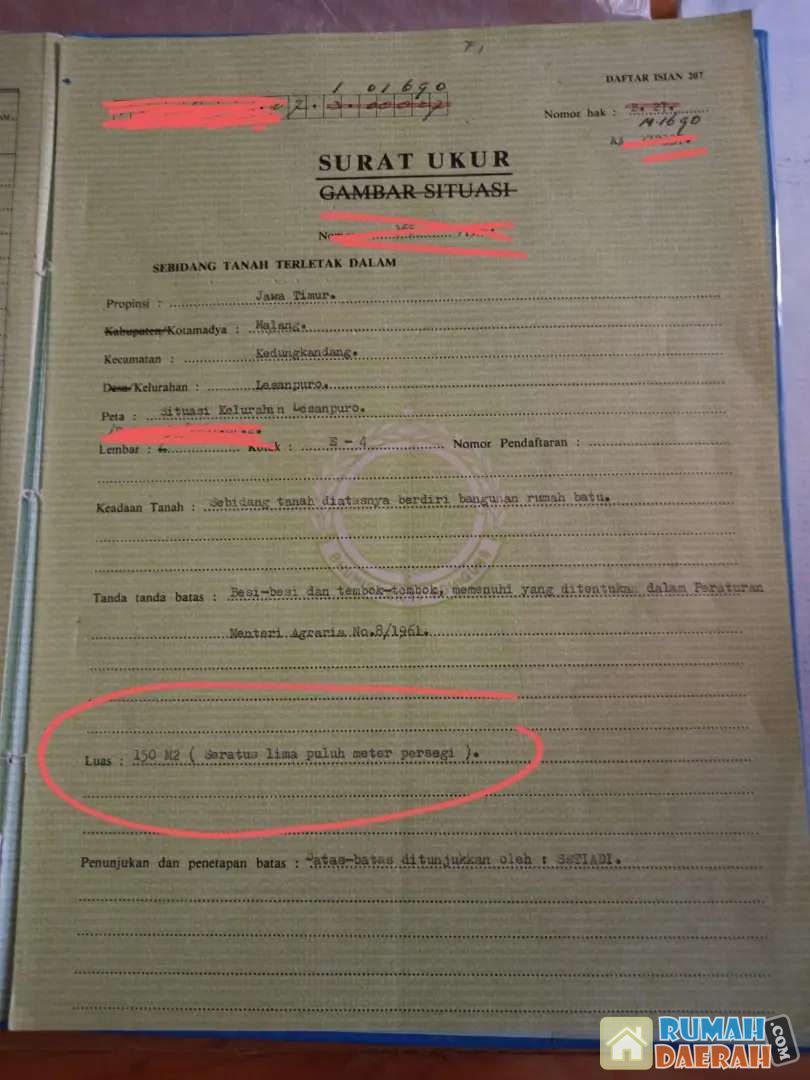 DAFTAR ISIAN 207
1 01690
Nomor hak : B. 27.
M.1690
SURAT UKUR
GAMBAR SITUASI
SEBIDANG TANAH TERLETAK DALAM
Propinsi : Jawa Timur.
Kabupaten/Kotamadya : Malang.
Kecamatan : Kedungkandang.
Desa/Kelurahan : Lesanpuro.
Peta : Situasi Kelurahan Lesanpuro.
Lembar : Kotak : E - 4 Nomor Pendaftaran :
Keadaan Tanah : Sebidang tanah diatasnya berdiri bangunan rumah batu.
Tanda tanda batas : Besi-besi dan tembok-tembok, memenuhi yang ditentukan dalam Peraturan
Menteri Agraria No.8/1961.
Luas : 150 M2 ( Seratus lima puluh meter persegi ).
Penunjukan dan penetapan batas : Batas-batas ditunjukkan oleh : SETIADI.
RUMAH
DAERAH.COM